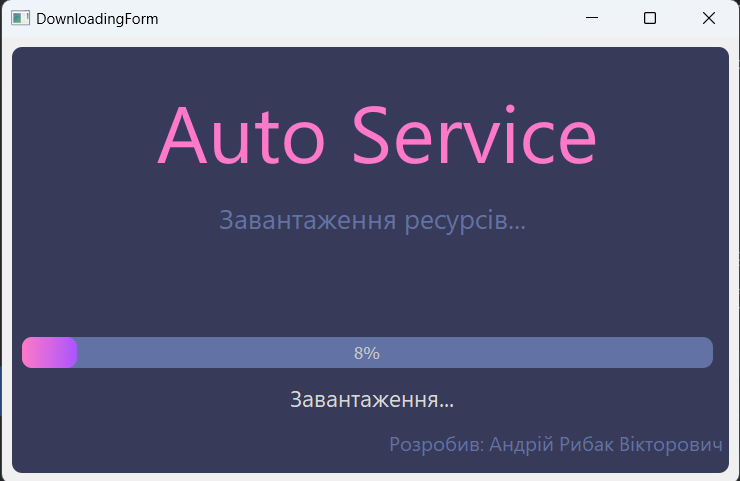 DownloadingForm
Auto Service
Завантаження ресурсів...
8%
Завантаження...
Розробив: Андрій Рибак Вікторович